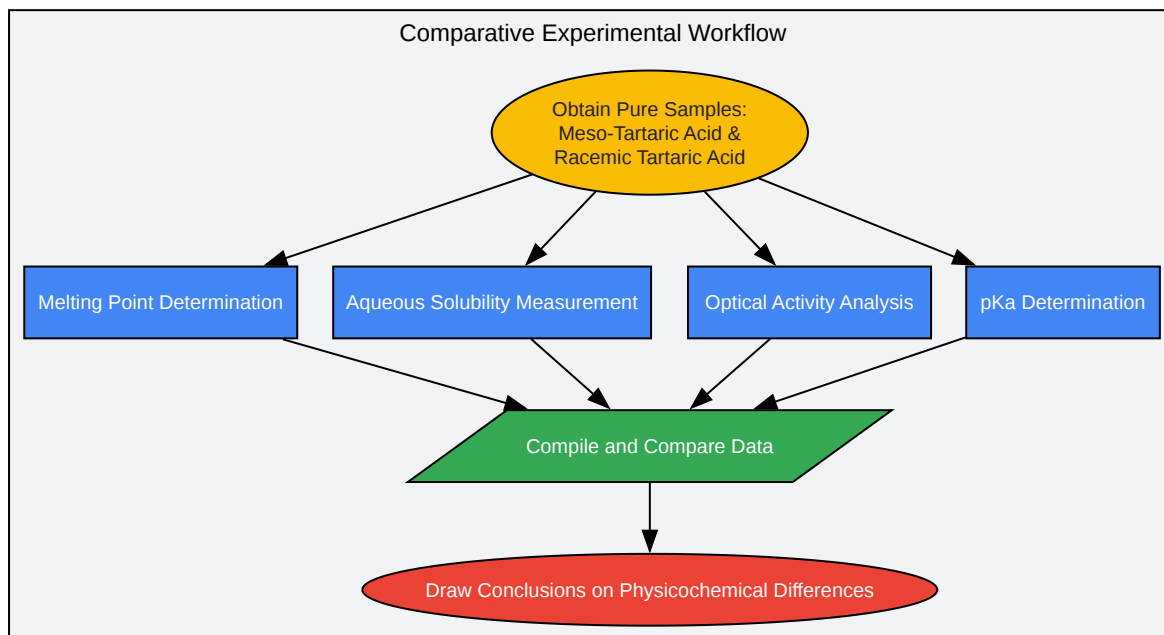 Comparative Experimental Workflow
Obtain Pure Samples:
Meso-Tartaric Acid &
Racemic Tartaric Acid
Melting Point Determination
Aqueous Solubility Measurement
Optical Activity Analysis
pKa Determination
Compile and Compare Data
Draw Conclusions on Physicochemical Differences